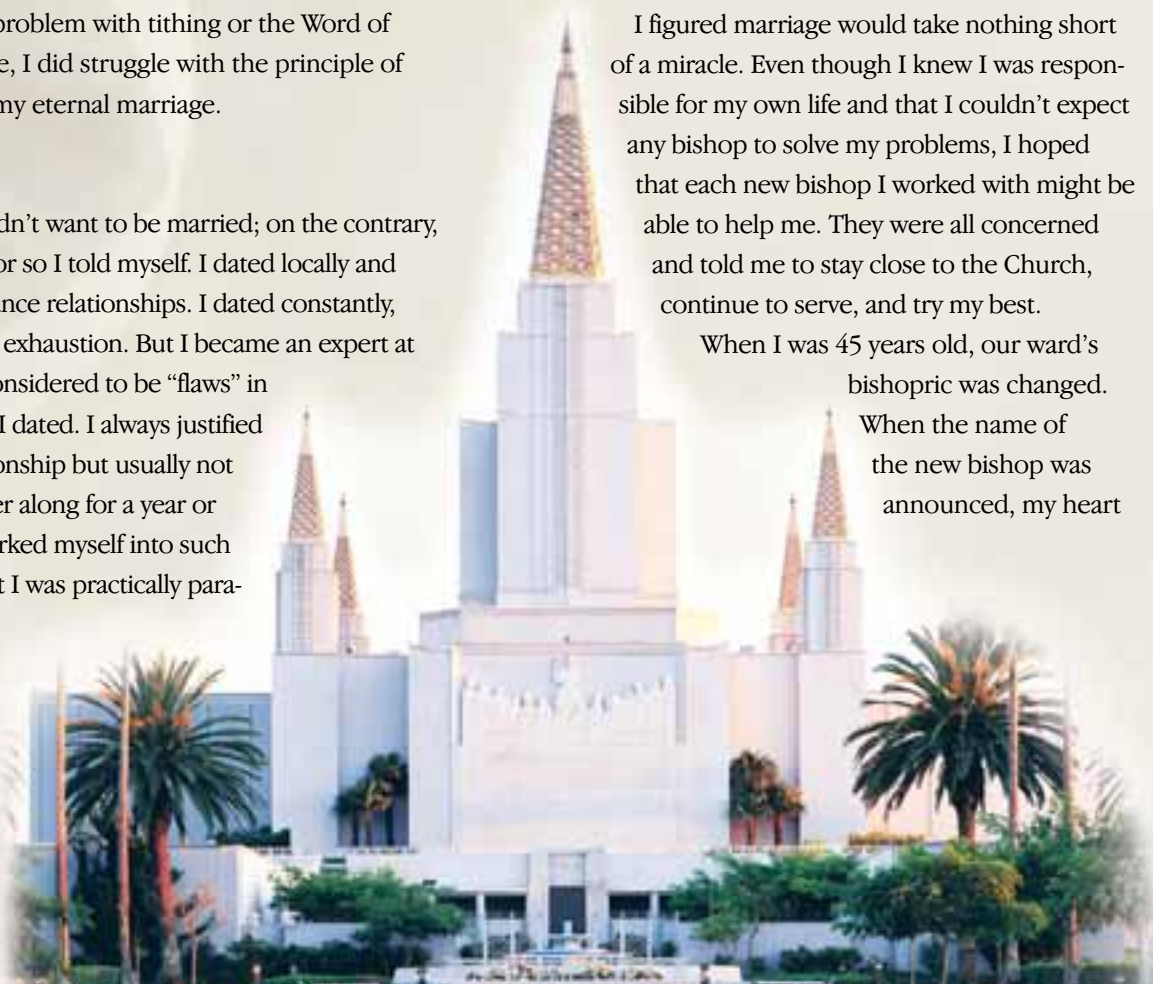 problem with tithing or the Word of
e, I did struggle with the principle of
my eternal marriage.
dn’t want to be married; on the contrary,
or so I told myself. I dated locally and
nce relationships. I dated constantly,
exhaustion. But I became an expert at
onsidered to be “flaws” in
I dated. I always justified
onship but usually not
er along for a year or
rked myself into such
t I was practically para-
I figured marriage would take nothing short
of a miracle. Even though I knew I was respon-
sible for my own life and that I couldn’t expect
any bishop to solve my problems, I hoped
that each new bishop I worked with might be
able to help me. They were all concerned
and told me to stay close to the Church,
continue to serve, and try my best.
When I was 45 years old, our ward’s
bishopric was changed.
When the name of
the new bishop was
announced, my heart